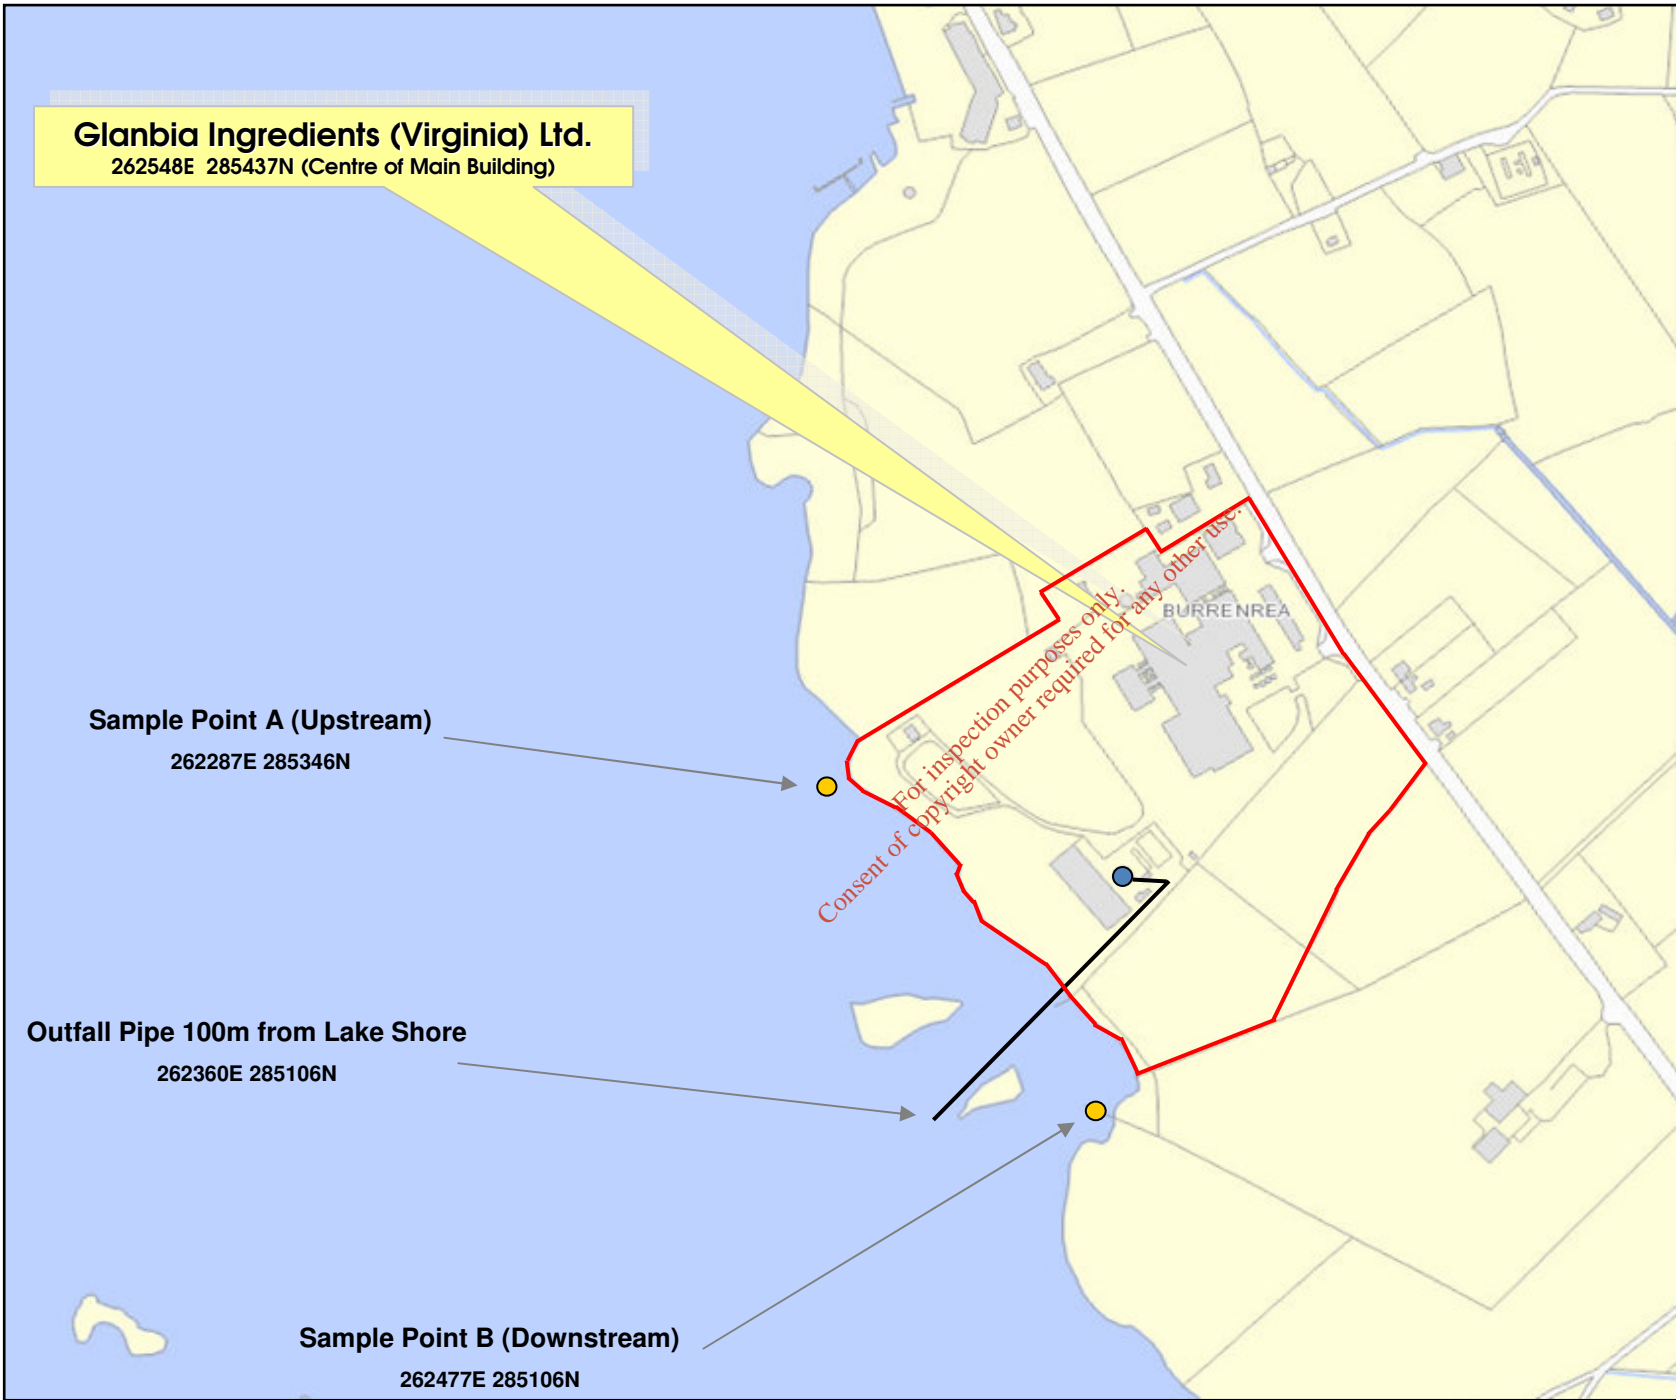 Glanbia Ingredients (Virginia) Ltd.
262548E 285437N (Centre of Main Building)
BURRENREA
For inspection purposes only.
Consent of copyright owner required for any other use.
Sample Point A (Upstream)
262287E 285346N
Outfall Pipe 100m from Lake Shore
262360E 285106N
Sample Point B (Downstream)
262477E 285106N